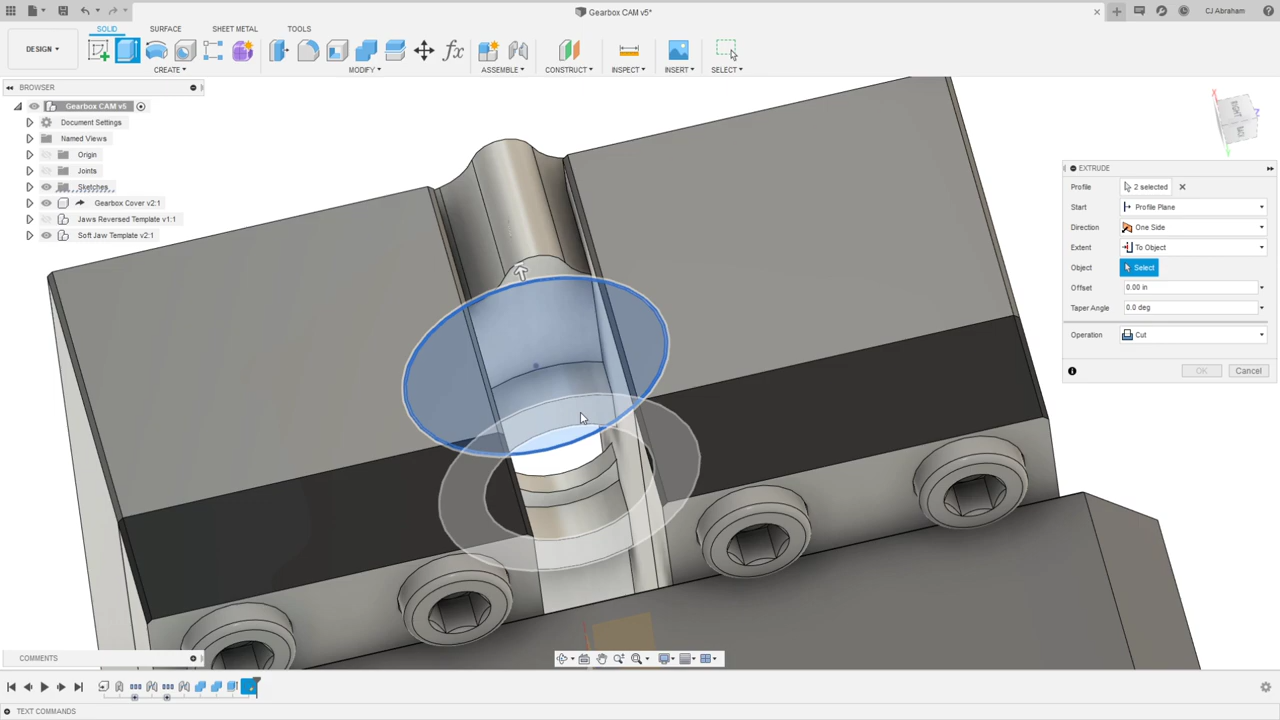 Gearbox CAM v5*
CJ Abraham
DESIGN
SOLID
SURFACE
SHEET METAL
TOOLS
CREATE
MODIFY
ASSEMBLE
CONSTRUCT
INSPECT
INSERT
SELECT
BROWSER
Gearbox CAM v5
Document Settings
Named Views
Origin
Joints
Sketches
Gearbox Cover v2:1
Jaws Reversed Template v1:1
Soft Jaw Template v2:1
RIGHT
EXTRUDE
Profile 2 selected
Start Profile Plane
Direction One Side
Extent To Object
Object Select
Offset 0.00 in
Taper Angle 0.0 deg
Operation Cut
OK Cancel
COMMENTS
TEXT COMMANDS